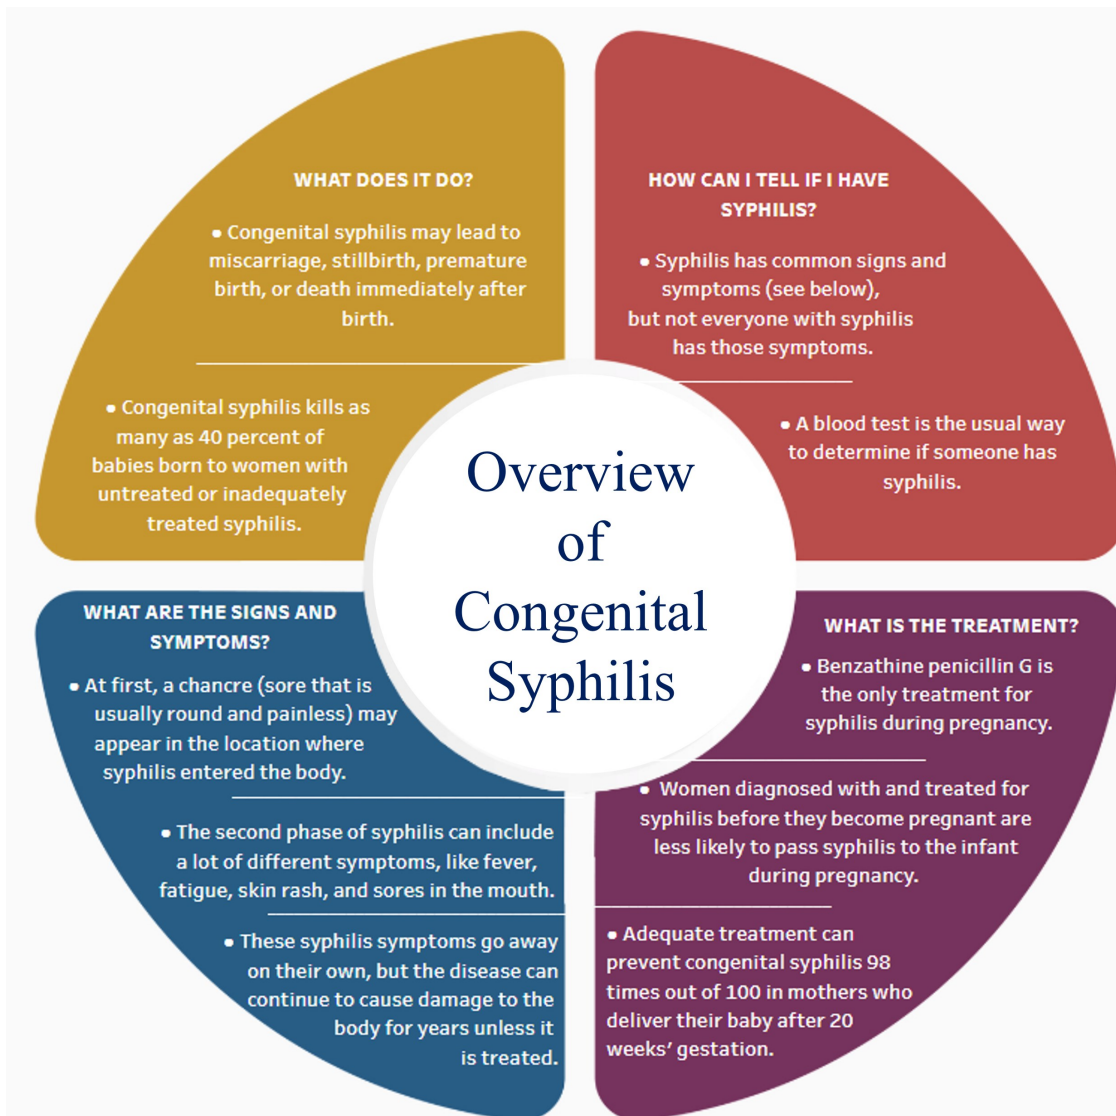 WHAT DOES IT DO?
● Congenital syphilis may lead to
miscarriage, stillbirth, premature
birth, or death immediately after
birth.
● Congenital syphilis kills as
many as 40 percent of
babies born to women with
untreated or inadequately
treated syphilis.
HOW CAN I TELL IF I HAVE
SYPHILIS?
● Syphilis has common signs and
symptoms (see below),
but not everyone with syphilis
has those symptoms.
● A blood test is the usual way
to determine if someone has
syphilis.
Overview
of
Congenital
Syphilis
WHAT ARE THE SIGNS AND
SYMPTOMS?
● At first, a chancre (sore that is
usually round and painless) may
appear in the location where
syphilis entered the body.
● The second phase of syphilis can include
a lot of different symptoms, like fever,
fatigue, skin rash, and sores in the mouth.
● These syphilis symptoms go away
on their own, but the disease can
continue to cause damage to the
body for years unless it
is treated.
WHAT IS THE TREATMENT?
● Benzathine penicillin G is
the only treatment for
syphilis during pregnancy.
● Women diagnosed with and treated for
syphilis before they become pregnant are
less likely to pass syphilis to the infant
during pregnancy.
● Adequate treatment can
prevent congenital syphilis 98
times out of 100 in mothers who
deliver their baby after 20
weeks’ gestation.